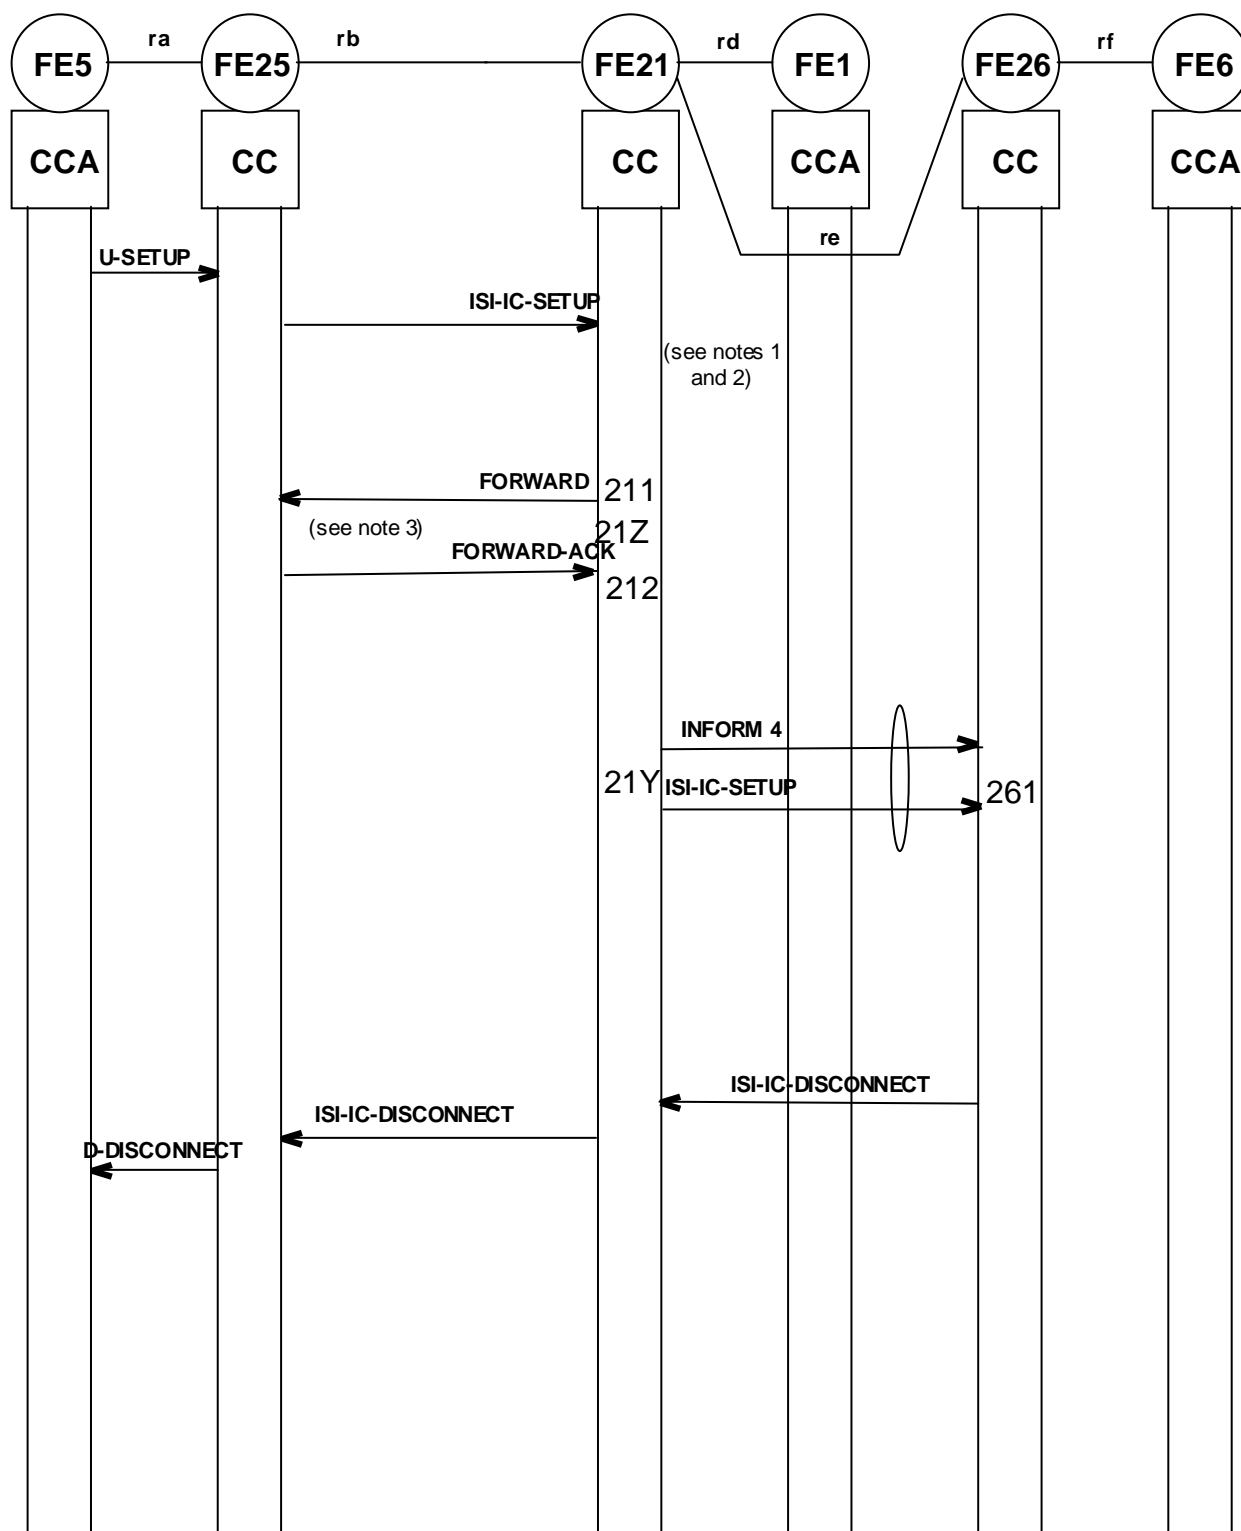 ra rb rd rf
FE5 FE25 FE21 FE1 FE26 FE6
CCA CC CC CCA CC CCA
re
U-SETUP
ISI-IC-SETUP
(see notes 1
and 2)
FORWARD 211
(see note 3) 21Z
FORWARD-ACK
212
INFORM 4
21Y ISI-IC-SETUP 261
ISI-IC-DISCONNECT
ISI-IC-DISCONNECT
D-DISCONNECT